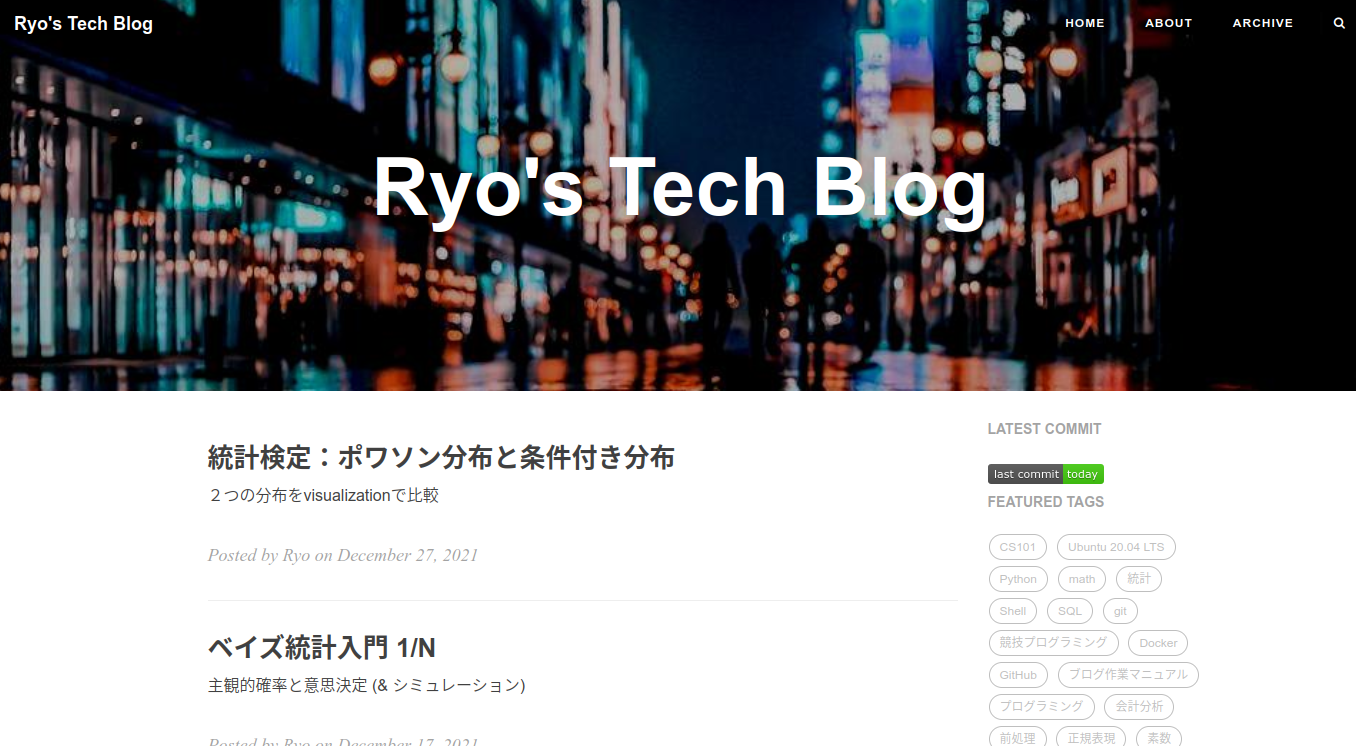 Ryo's Tech Blog
HOME ABOUT ARCHIVE
Ryo's Tech Blog
統計検定：ポワソン分布と条件付き分布
２つの分布をvisualizationで比較
Posted by Ryo on December 27, 2021
ベイズ統計入門 1/N
主観的確率と意思決定 (& シミュレーション)
Posted by Ryo on December 17, 2021
LATEST COMMIT
last commit today
FEATURED TAGS
CS101 Ubuntu 20.04 LTS
Python math 統計
Shell SQL git
競技プログラミング Docker
GitHub ブログ作業マニュアル
プログラミング 会計分析
前処理 正規表現 素数